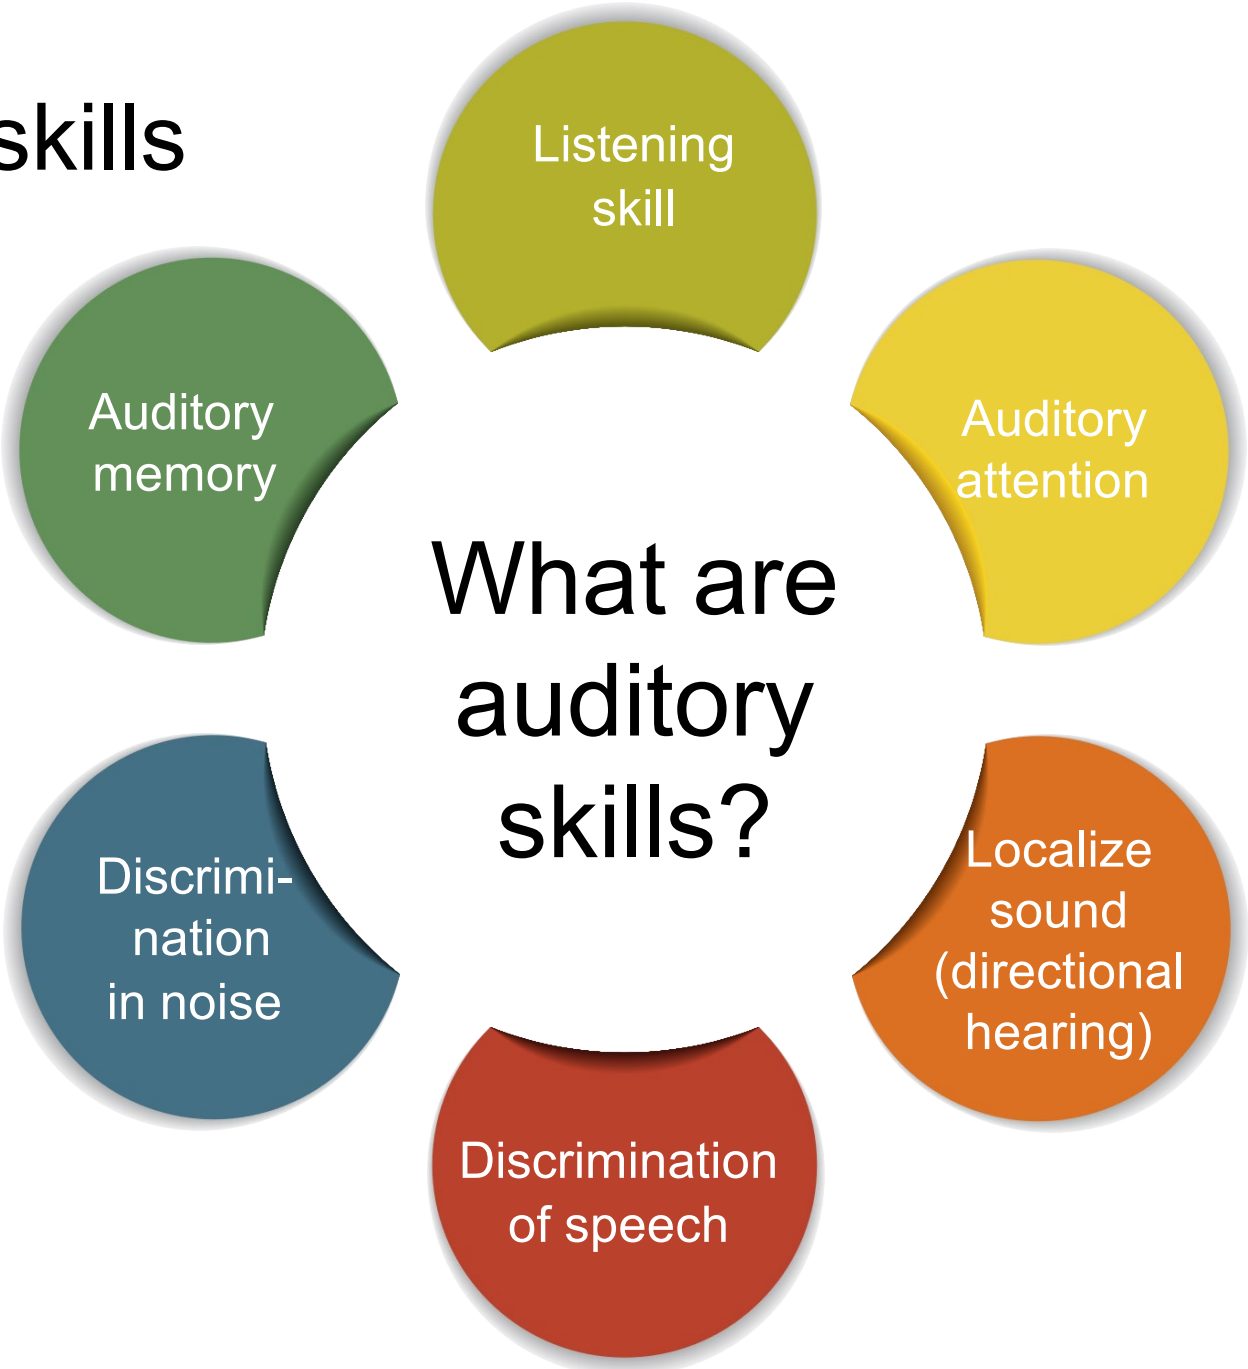 skills
Listening
skill
Auditory
attention
Localize
sound
(directional
hearing)
Discrimination
of speech
Discrimi-
nation
in noise
Auditory
memory
What are
auditory
skills?